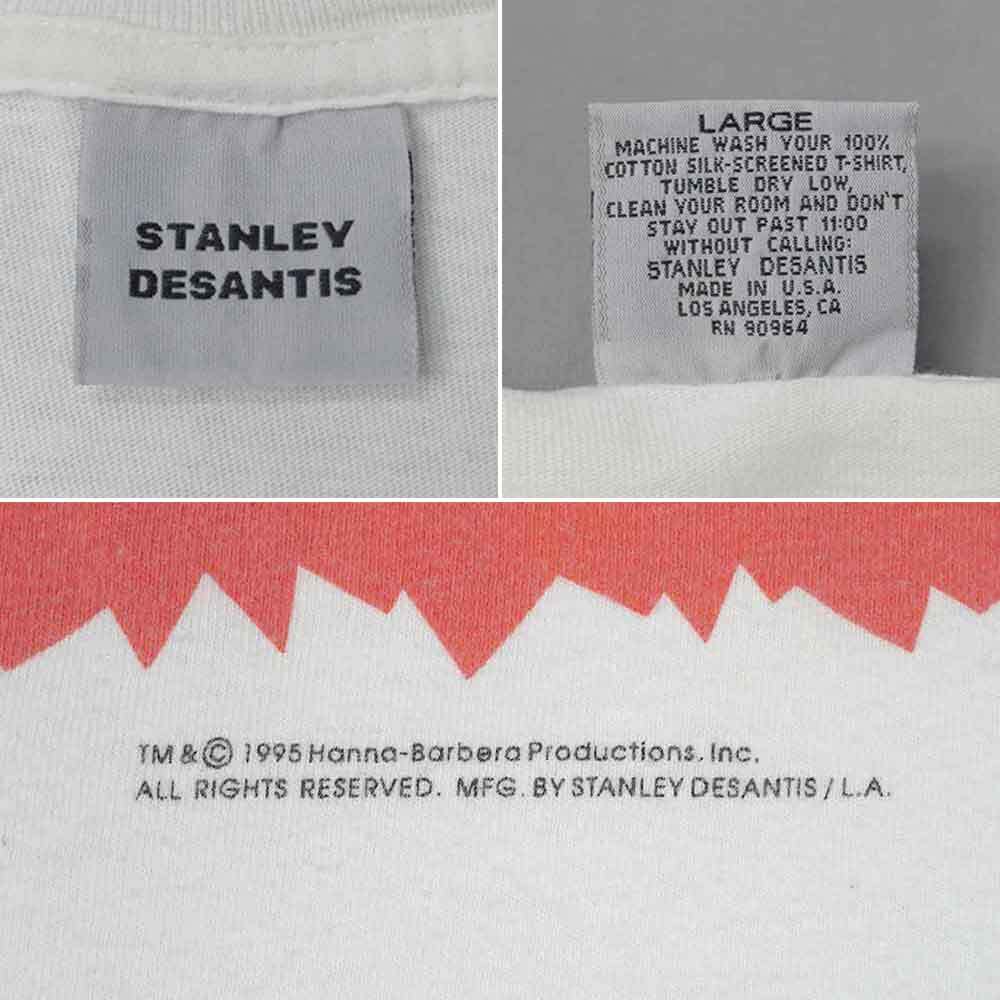 STANLEY
DESANTIS
LARGE
MACHINE WASH YOUR 100%
COTTON SILK-SCREENED T-SHIRT,
TUMBLE DRY LOW,
CLEAN YOUR ROOM AND DON'T
STAY OUT PAST 11:00
WITHOUT CALLING:
STANLEY DESANTIS
MADE IN U.S.A.
LOS ANGELES, CA
RN 90964
TM & © 1995 Hanna-Barbera Productions, Inc.
ALL RIGHTS RESERVED. MFG. BY STANLEY DESANTIS / L.A.